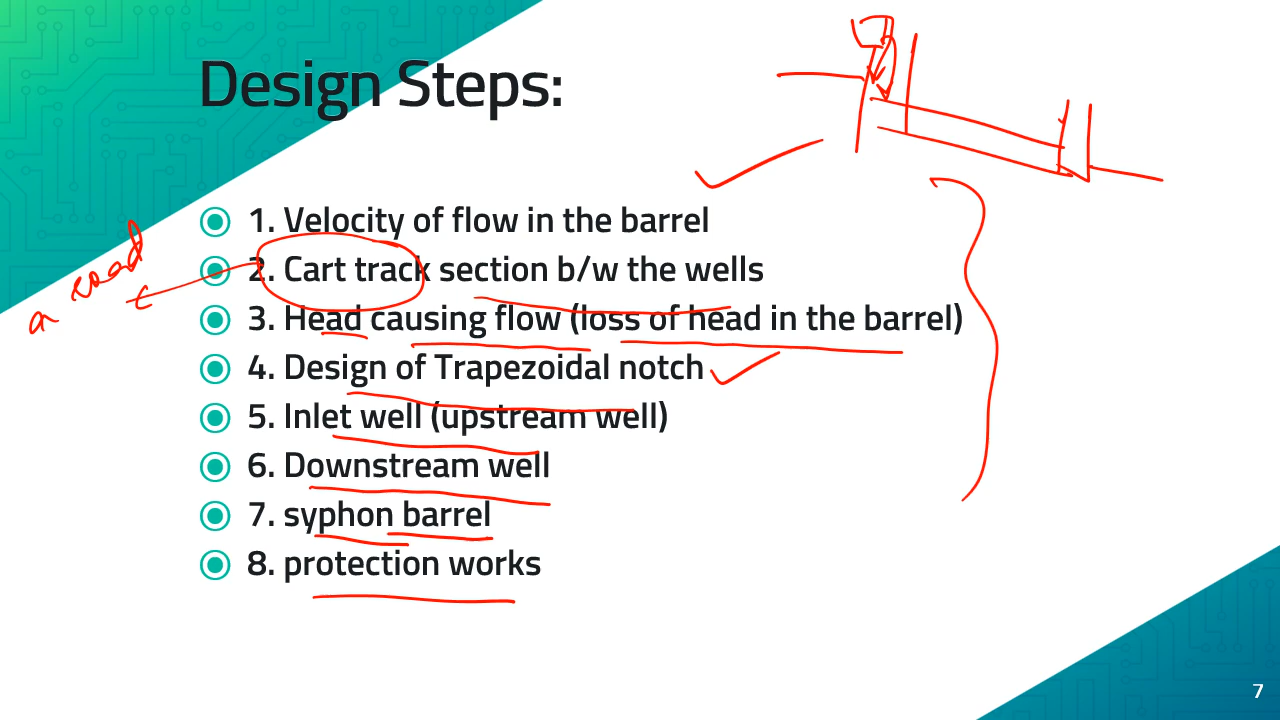 Design Steps:
1. Velocity of flow in the barrel
2. Cart track section b/w the wells
a road
3. Head causing flow (loss of head in the barrel)
4. Design of Trapezoidal notch
5. Inlet well (upstream well)
6. Downstream well
7. syphon barrel
8. protection works
7